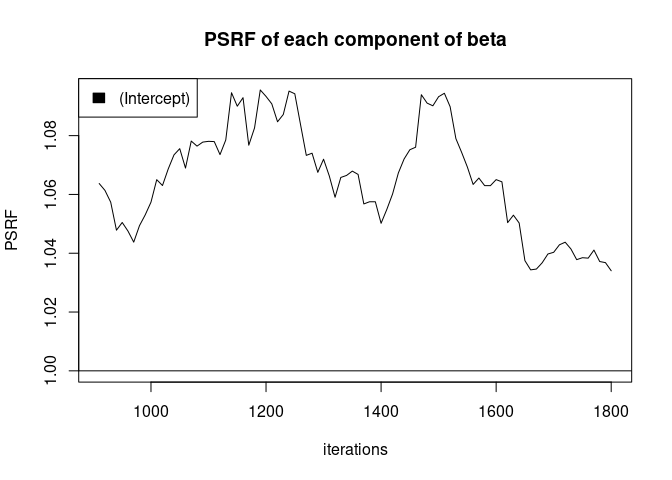 PSRF of each component of beta
(Intercept)
PSRF
1.08
1.06
1.04
1.02
1.00
1000 1200 1400 1600 1800
iterations